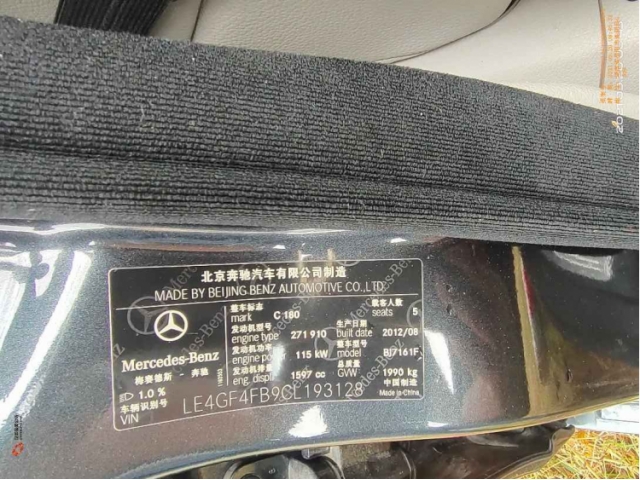 北京奔驰汽车有限公司制造
MADE BY BEIJING-BENZ AUTOMOTIVE CO.,LTD.
整车标志 mark C 180 载客人数 seats 5
发动机型号 engine type 271 910 生产日期 built date 2012/08
发动机功率 engine power 115 kW 整车型号 model BJ7161F
发动机排量 eng. displ 1597 cc 总质量 GVW 1990 kg
Mercedes-Benz
梅赛德斯 奔驰
1.0 %
中国制造
Made in China
车辆识别号 VIN LE4GF4FB9CL193128
Mercedes-Benz